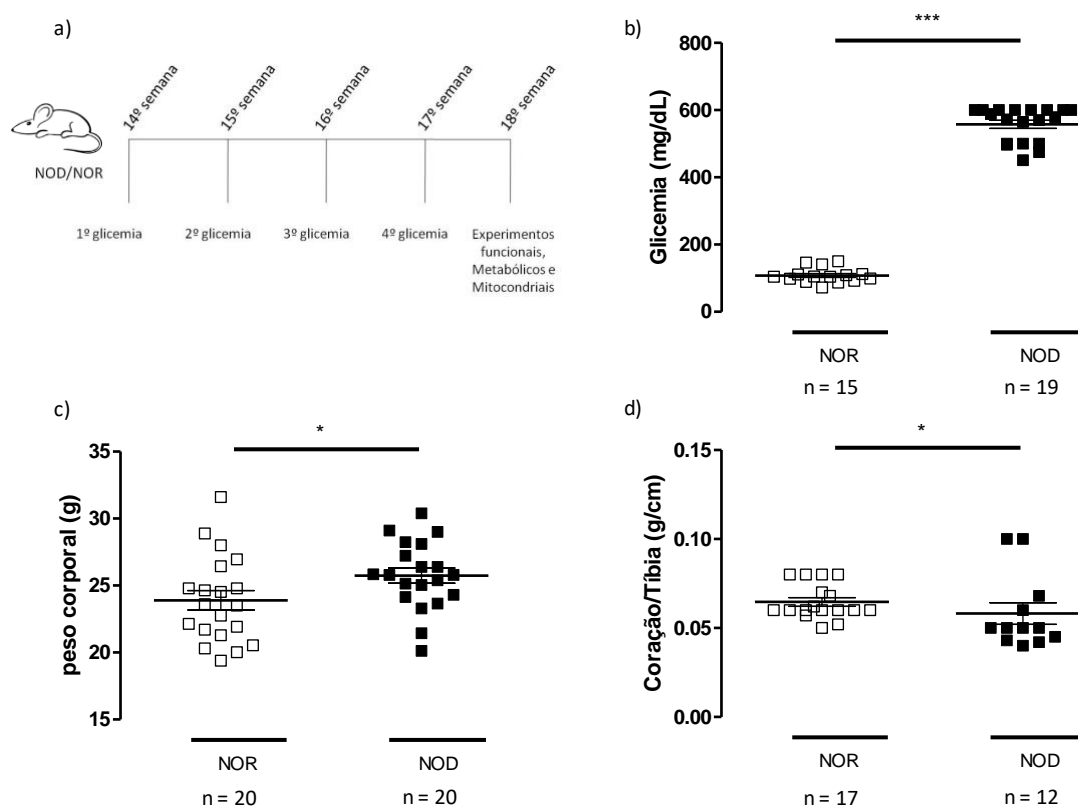 a)
14º semana
15º semana
16º semana
17º semana
18º semana
NOD/NOR
1º glicemia
2º glicemia
3º glicemia
4º glicemia
Experimentos
funcionais,
Metabólicos e
Mitocondriais
b)
***
Glicemia (mg/dL)
800
600
400
200
0
NOR
NOD
n = 15
n = 19
c)
*
peso corporal (g)
35
30
25
20
15
NOR
NOD
n = 20
n = 20
d)
*
Coração/Tíbia (g/cm)
0.15
0.10
0.05
0.00
NOR
NOD
n = 17
n = 12